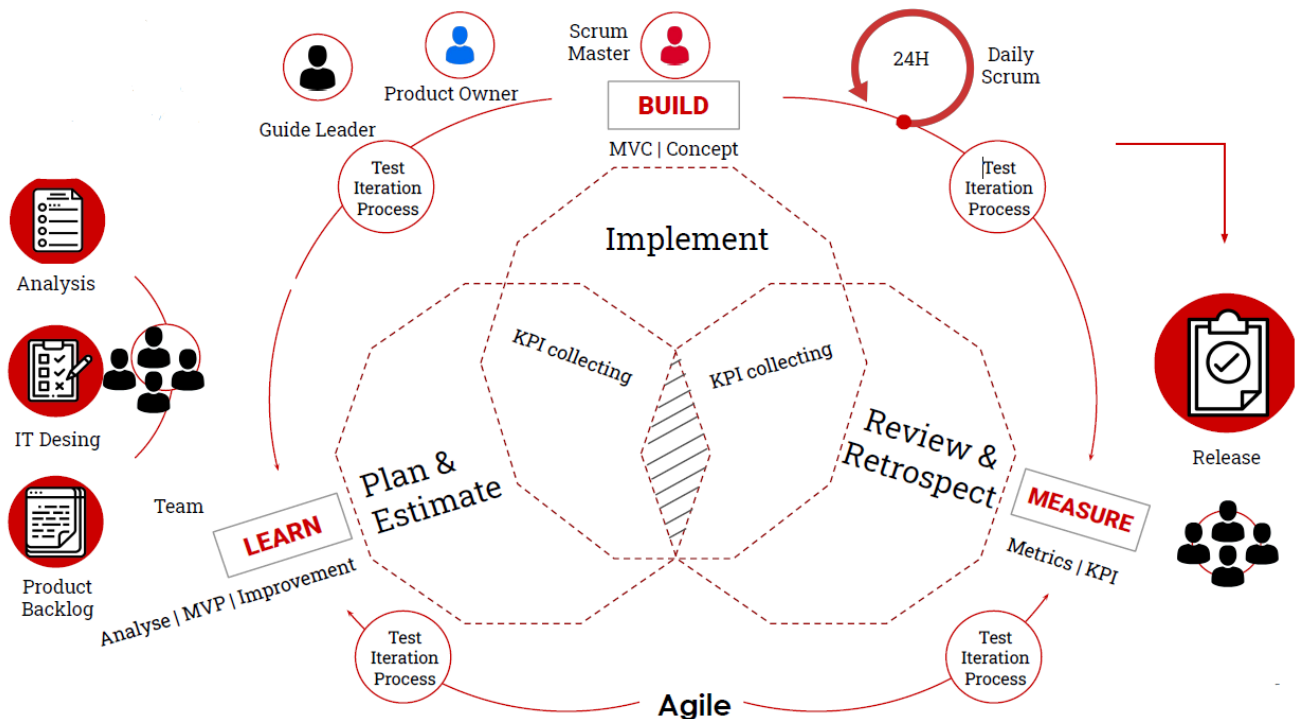 Scrum
Master
24H
Daily
Scrum
Product Owner
BUILD
Guide Leader
MVC | Concept
Test
Iteration
Process
Test
Iteration
Process
Implement
Analysis
KPI collecting
KPI collecting
IT Desing
Plan &
Estimate
Review &
Retrospect
Release
Team
LEARN
MEASURE
Product
Backlog
Analyse | MVP | Improvement
Metrics | KPI
Test
Iteration
Process
Test
Iteration
Process
Agile